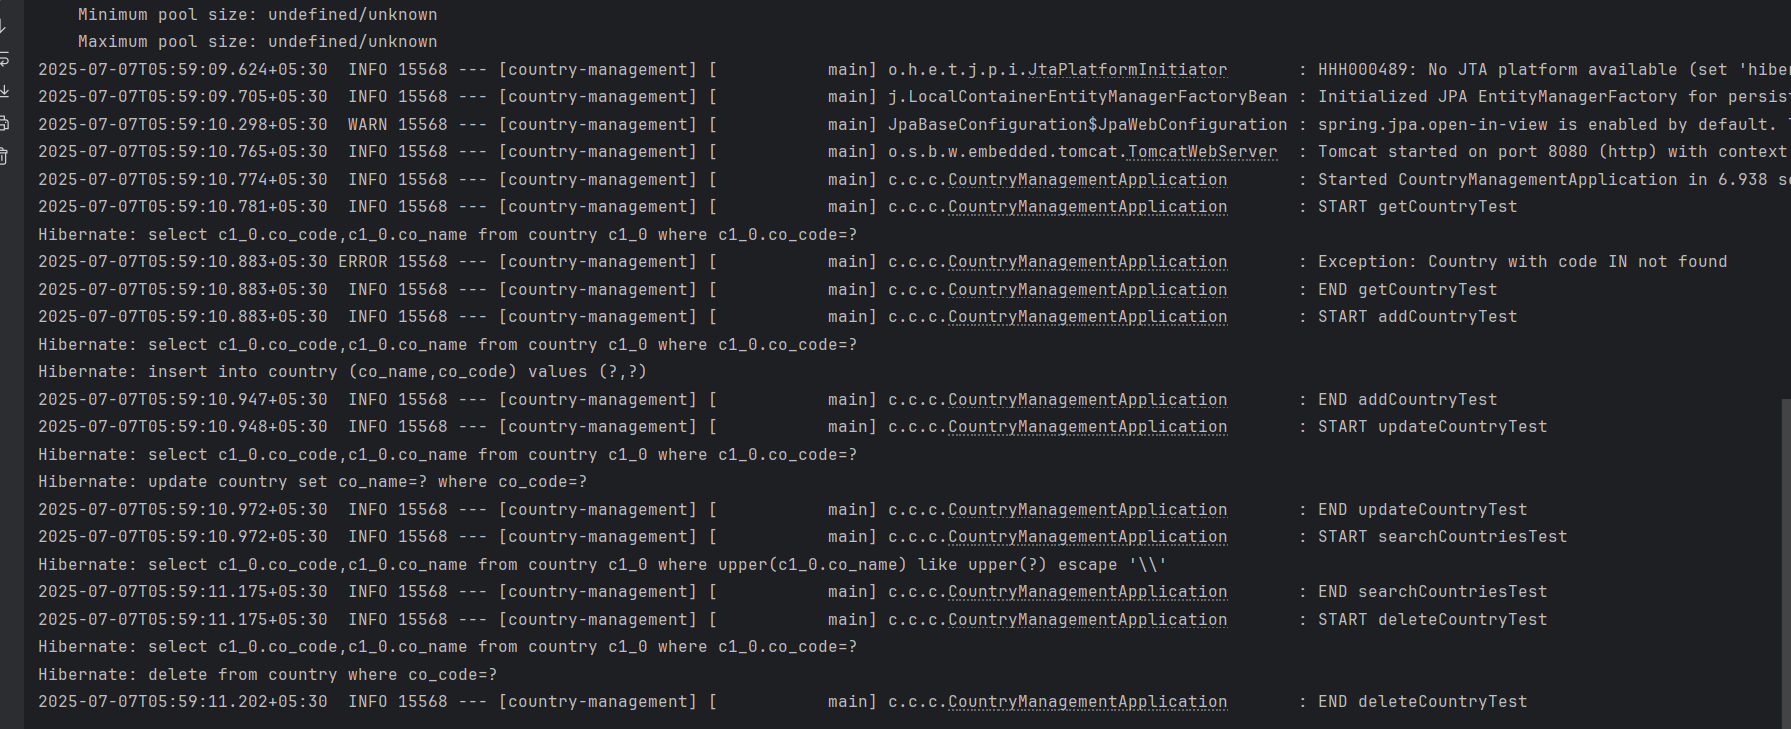 Minimum pool size: undefined/unknown
Maximum pool size: undefined/unknown
2025-07-07T05:59:09.624+05:30  INFO 15568 --- [country-management] [           main] o.h.e.t.j.p.i.JtaPlatformInitiator       : HHH000489: No JTA platform available (set 'hiber
2025-07-07T05:59:09.705+05:30  INFO 15568 --- [country-management] [           main] j.LocalContainerEntityManagerFactoryBean : Initialized JPA EntityManagerFactory for persist
2025-07-07T05:59:10.298+05:30  WARN 15568 --- [country-management] [           main] JpaBaseConfiguration$JpaWebConfiguration : spring.jpa.open-in-view is enabled by default.
2025-07-07T05:59:10.765+05:30  INFO 15568 --- [country-management] [           main] o.s.b.w.embedded.tomcat.TomcatWebServer  : Tomcat started on port 8080 (http) with context
2025-07-07T05:59:10.774+05:30  INFO 15568 --- [country-management] [           main] c.c.c.CountryManagementApplication       : Started CountryManagementApplication in 6.938 se
2025-07-07T05:59:10.781+05:30  INFO 15568 --- [country-management] [           main] c.c.c.CountryManagementApplication       : START getCountryTest
Hibernate: select c1_0.co_code,c1_0.co_name from country c1_0 where c1_0.co_code=?
2025-07-07T05:59:10.883+05:30 ERROR 15568 --- [country-management] [           main] c.c.c.CountryManagementApplication       : Exception: Country with code IN not found
2025-07-07T05:59:10.883+05:30  INFO 15568 --- [country-management] [           main] c.c.c.CountryManagementApplication       : END getCountryTest
2025-07-07T05:59:10.883+05:30  INFO 15568 --- [country-management] [           main] c.c.c.CountryManagementApplication       : START addCountryTest
Hibernate: select c1_0.co_code,c1_0.co_name from country c1_0 where c1_0.co_code=?
Hibernate: insert into country (co_name,co_code) values (?,?)
2025-07-07T05:59:10.947+05:30  INFO 15568 --- [country-management] [           main] c.c.c.CountryManagementApplication       : END addCountryTest
2025-07-07T05:59:10.948+05:30  INFO 15568 --- [country-management] [           main] c.c.c.CountryManagementApplication       : START updateCountryTest
Hibernate: select c1_0.co_code,c1_0.co_name from country c1_0 where c1_0.co_code=?
Hibernate: update country set co_name=? where co_code=?
2025-07-07T05:59:10.972+05:30  INFO 15568 --- [country-management] [           main] c.c.c.CountryManagementApplication       : END updateCountryTest
2025-07-07T05:59:10.972+05:30  INFO 15568 --- [country-management] [           main] c.c.c.CountryManagementApplication       : START searchCountriesTest
Hibernate: select c1_0.co_code,c1_0.co_name from country c1_0 where upper(c1_0.co_name) like upper(?) escape '\\'
2025-07-07T05:59:11.175+05:30  INFO 15568 --- [country-management] [           main] c.c.c.CountryManagementApplication       : END searchCountriesTest
2025-07-07T05:59:11.175+05:30  INFO 15568 --- [country-management] [           main] c.c.c.CountryManagementApplication       : START deleteCountryTest
Hibernate: select c1_0.co_code,c1_0.co_name from country c1_0 where c1_0.co_code=?
Hibernate: delete from country where co_code=?
2025-07-07T05:59:11.202+05:30  INFO 15568 --- [country-management] [           main] c.c.c.CountryManagementApplication       : END deleteCountryTest